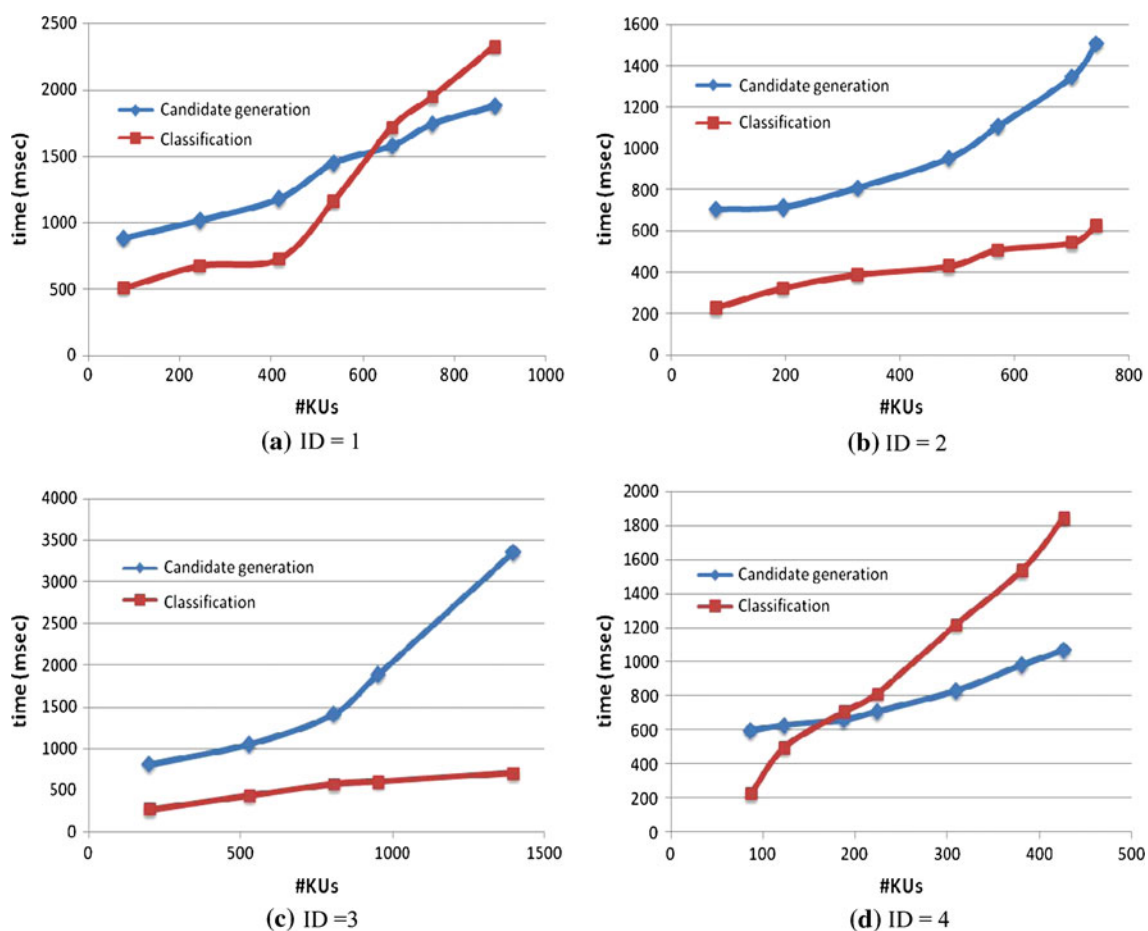 2500
2000
1500
1000
500
0
time (msec)
Candidate generation
Classification
0 200 400 600 800 1000
#KUs
(a) ID = 1
1600
1400
1200
1000
800
600
400
200
0
time (msec)
Candidate generation
Classification
0 200 400 600 800
#KUs
(b) ID = 2
4000
3500
3000
2500
2000
1500
1000
500
0
time (msec)
Candidate generation
Classification
0 500 1000 1500
#KUs
(c) ID =3
2000
1800
1600
1400
1200
1000
800
600
400
200
0
time (msec)
Candidate generation
Classification
0 100 200 300 400 500
#KUs
(d) ID = 4